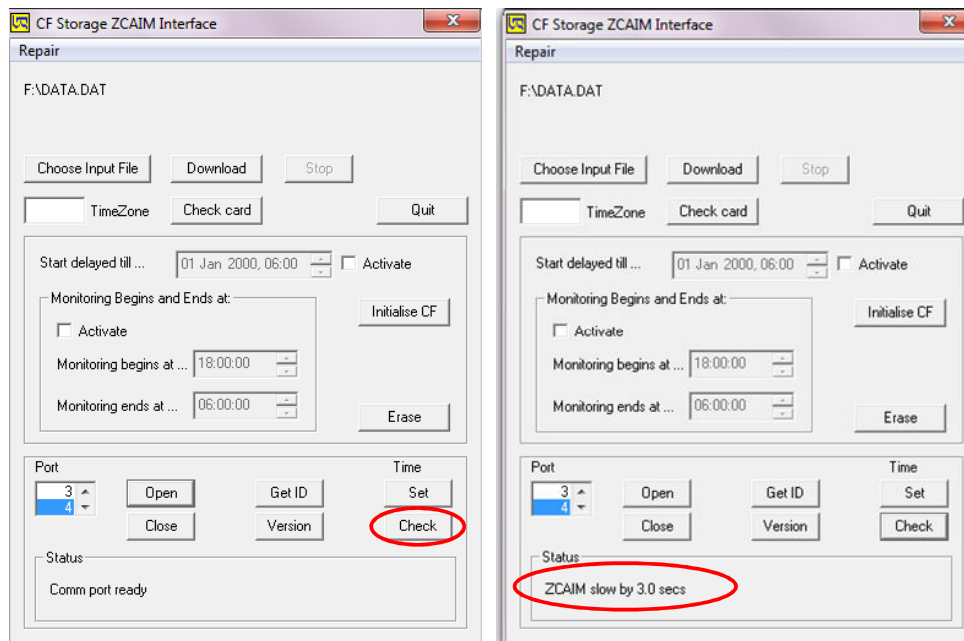 CF Storage ZCAIM Interface
Repair
F:\DATA.DAT
Choose Input File Download Stop
TimeZone Check card Quit
Start delayed till ... 01 Jan 2000, 06:00 Activate
Monitoring Begins and Ends at:
Activate
Initialise CF
Monitoring begins at ... 18:00:00
Monitoring ends at ... 06:00:00
Erase
Port Time
3
4
Open Get ID Set
Close Version Check
Status
Comm port ready
CF Storage ZCAIM Interface
Repair
F:\DATA.DAT
Choose Input File Download Stop
TimeZone Check card Quit
Start delayed till ... 01 Jan 2000, 06:00 Activate
Monitoring Begins and Ends at:
Activate
Initialise CF
Monitoring begins at ... 18:00:00
Monitoring ends at ... 06:00:00
Erase
Port Time
3
4
Open Get ID Set
Close Version Check
Status
ZCAIM slow by 3.0 secs